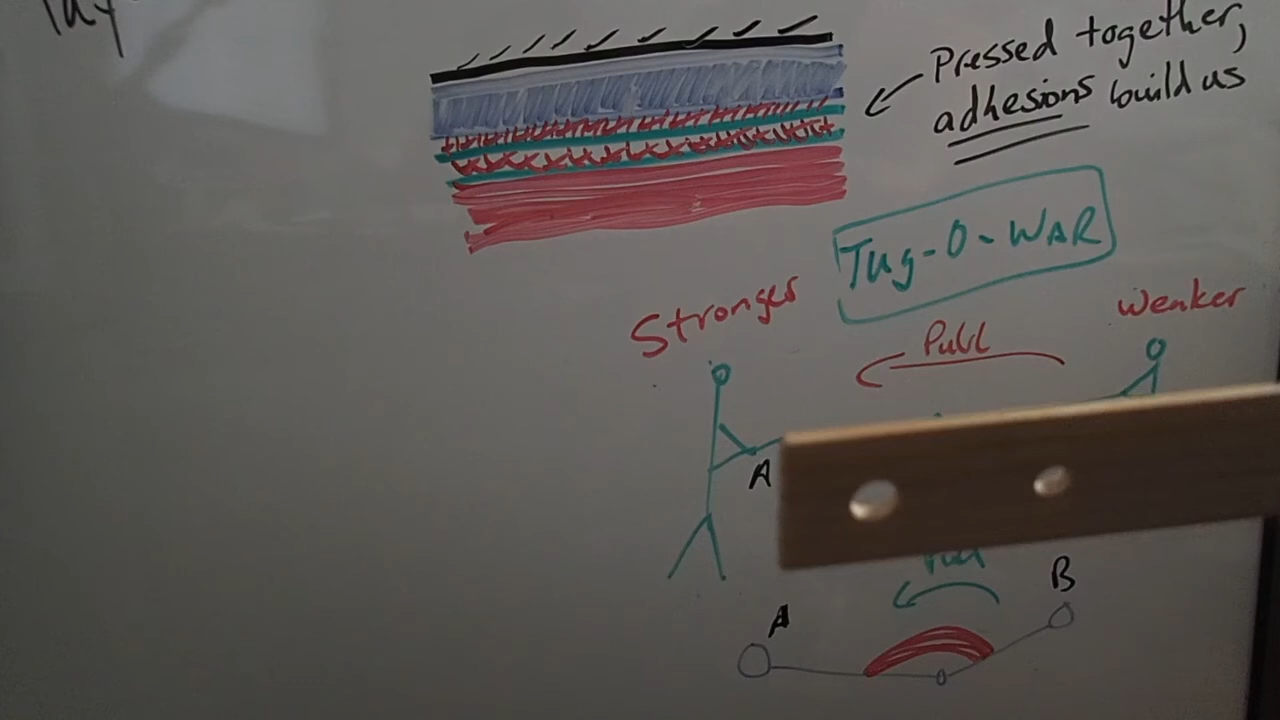 Pressed together,
adhesions build us
Tug-O-WAR
Stronger
Weaker
Pull
A
B
A